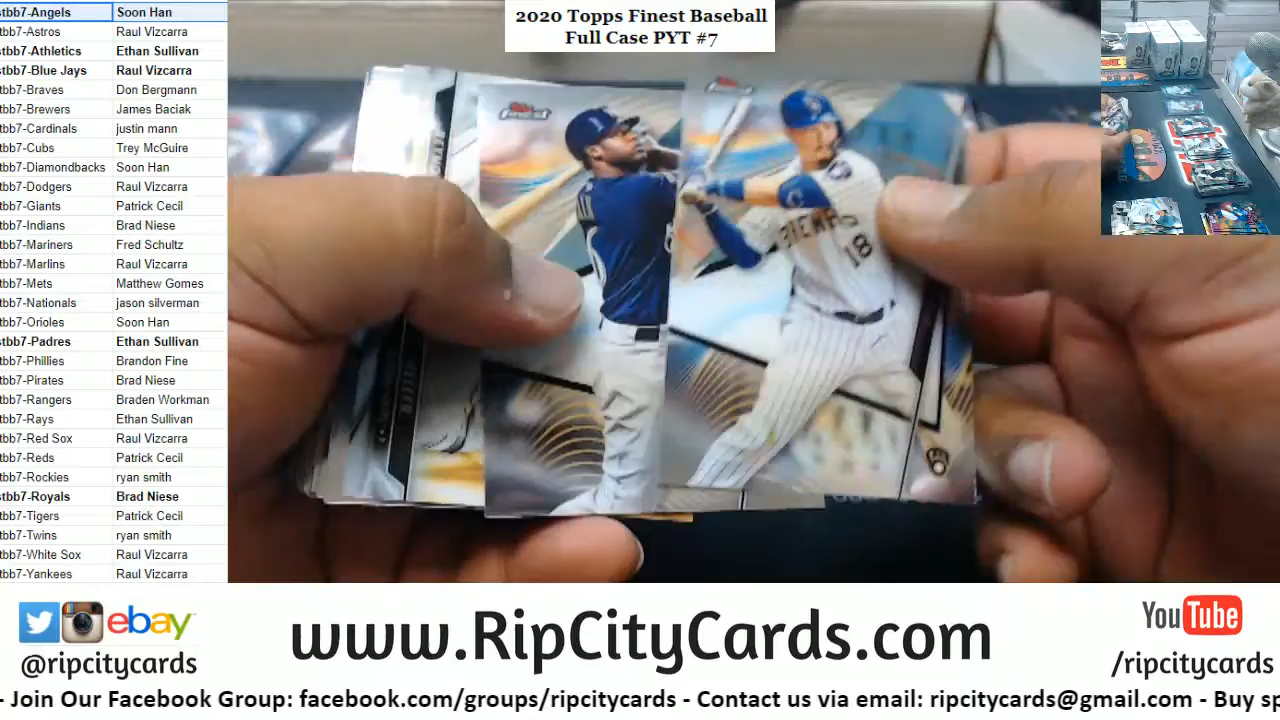 stbb7-Angels Soon Han
tbb7-Astros Raul Vizcarra
stbb7-Athletics Ethan Sullivan
stbb7-Blue Jays Raul Vizcarra
tbb7-Braves Don Bergmann
tbb7-Brewers James Baciak
tbb7-Cardinals justin mann
tbb7-Cubs Trey McGuire
tbb7-Diamondbacks Soon Han
tbb7-Dodgers Raul Vizcarra
tbb7-Giants Patrick Cecil
tbb7-Indians Brad Niese
tbb7-Mariners Fred Schultz
tbb7-Marlins Raul Vizcarra
tbb7-Mets Matthew Gomes
tbb7-Nationals jason silverman
tbb7-Orioles Soon Han
stbb7-Padres Ethan Sullivan
tbb7-Phillies Brandon Fine
tbb7-Pirates Brad Niese
tbb7-Rangers Braden Workman
tbb7-Rays Ethan Sullivan
tbb7-Red Sox Raul Vizcarra
tbb7-Reds Patrick Cecil
tbb7-Rockies ryan smith
stbb7-Royals Brad Niese
tbb7-Tigers Patrick Cecil
tbb7-Twins ryan smith
tbb7-White Sox Raul Vizcarra
tbb7-Yankees Raul Vizcarra
2020 Topps Finest Baseball
Full Case PYT #7
Finest
18
ebay
@ripcitycards
www.RipCityCards.com
YouTube
/ripcitycards
- Join Our Facebook Group: facebook.com/groups/ripcitycards - Contact us via email: ripcitycards@gmail.com - Buy sp